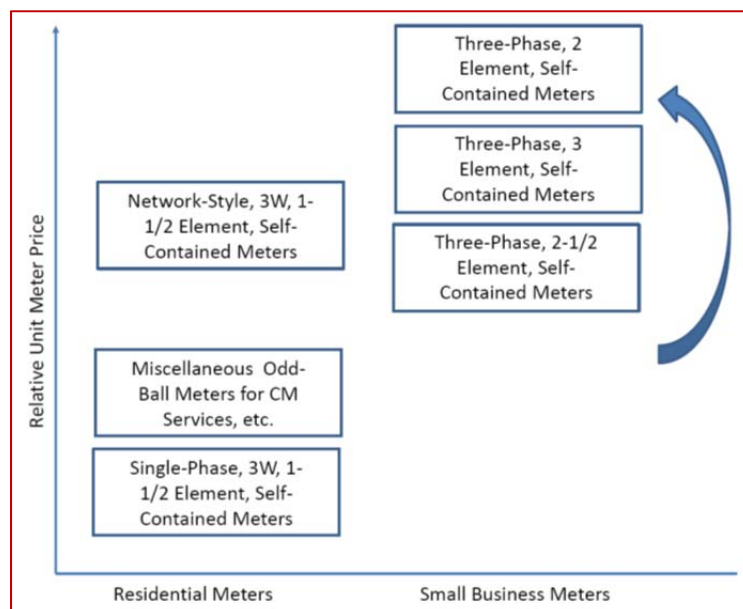 Relative Unit Meter Price
Three-Phase, 2
Element, Self-
Contained Meters
Three-Phase, 3
Element, Self-
Contained Meters
Network-Style, 3W, 1-
1/2 Element, Self-
Contained Meters
Three-Phase, 2-1/2
Element, Self-
Contained Meters
Miscellaneous Odd-
Ball Meters for CM
Services, etc.
Single-Phase, 3W, 1-
1/2 Element, Self-
Contained Meters
Residential Meters
Small Business Meters